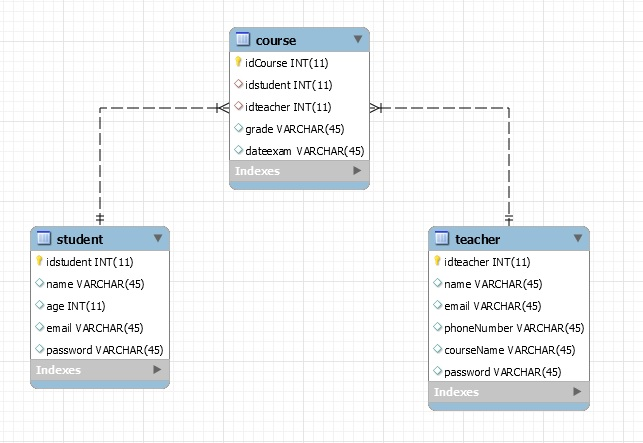 course
idCourse INT(11)
idstudent INT(11)
idteacher INT(11)
grade VARCHAR(45)
dateexam VARCHAR(45)
Indexes
student
idstudent INT(11)
name VARCHAR(45)
age INT(11)
email VARCHAR(45)
password VARCHAR(45)
Indexes
teacher
idteacher INT(11)
name VARCHAR(45)
email VARCHAR(45)
phoneNumber VARCHAR(45)
courseName VARCHAR(45)
password VARCHAR(45)
Indexes